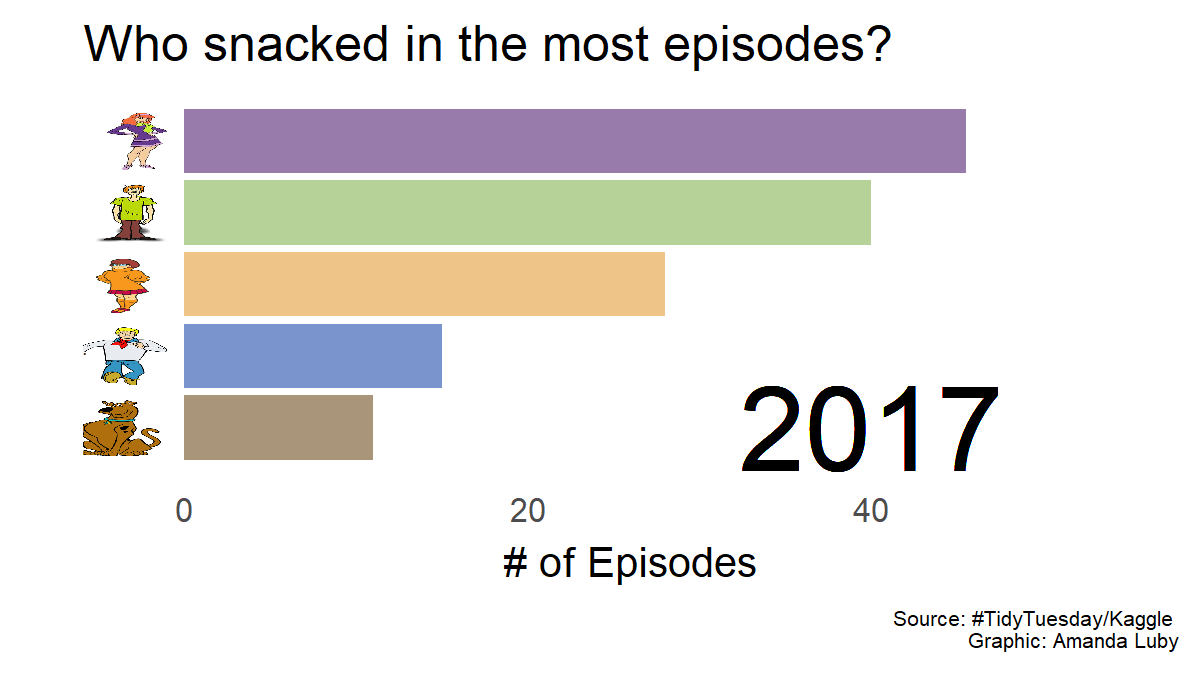 Who snacked in the most episodes?
2017
0 20 40
# of Episodes
Source: #TidyTuesday/Kaggle
Graphic: Amanda Luby